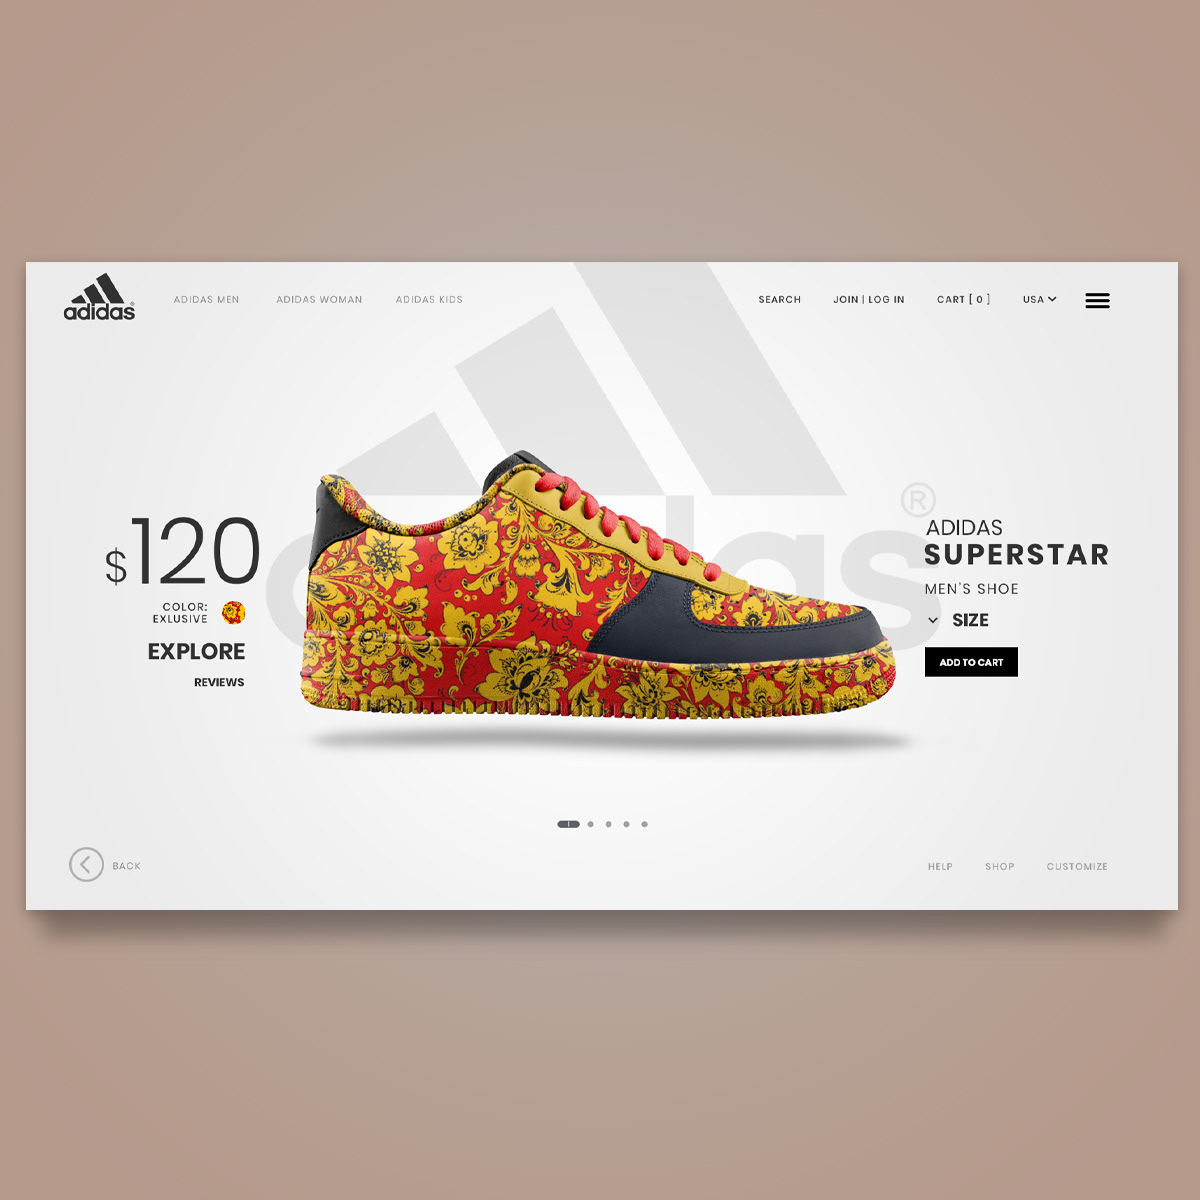 adidas
ADIDAS MEN
ADIDAS WOMAN
ADIDAS KIDS
SEARCH
JOIN | LOG IN
CART [ 0 ]
USA
adidas
®
$120
COLOR:
EXLUSIVE
EXPLORE
REVIEWS
ADIDAS
SUPERSTAR
MEN'S SHOE
SIZE
ADD TO CART
BACK
HELP
SHOP
CUSTOMIZE